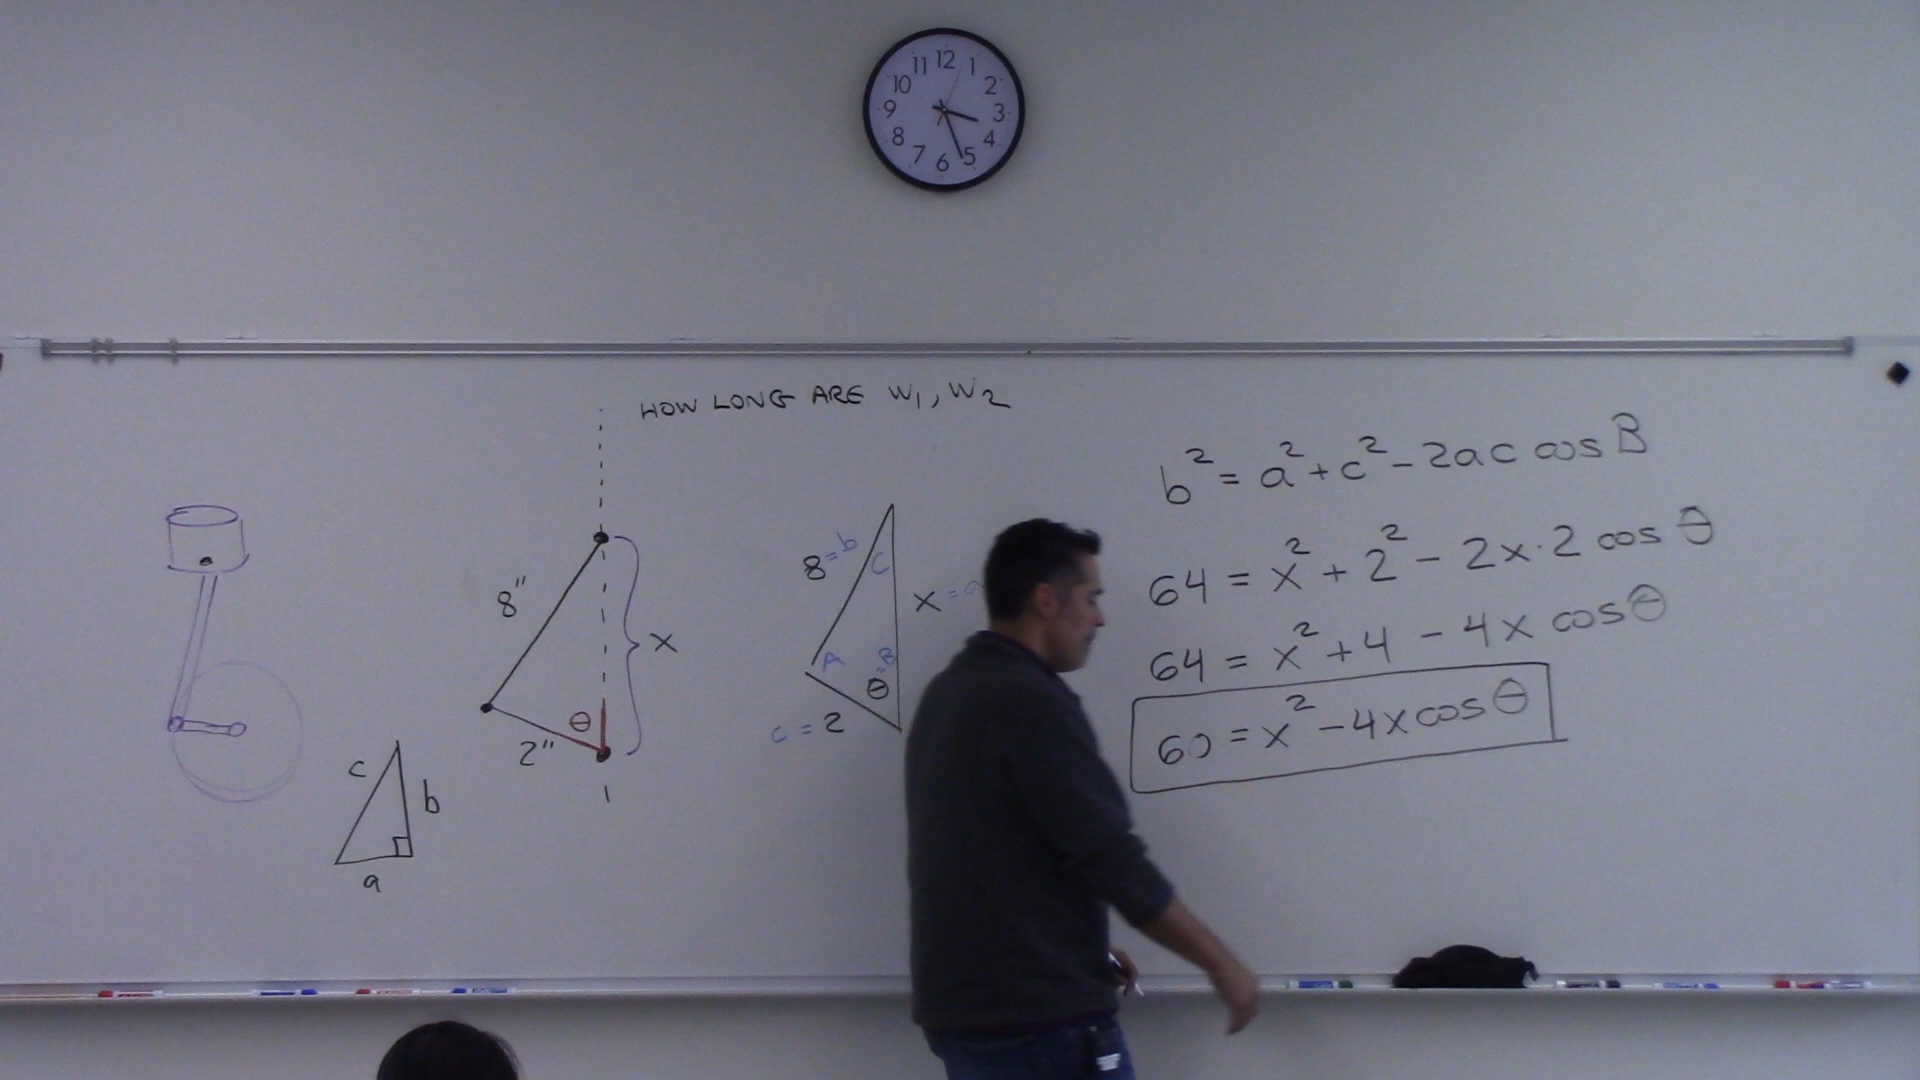 11 12 1
10 2
9 3
8 4
7 6 5
HOW LONG ARE W₁, W₂
8"
θ
2"
x
c
b
a
8 = b
C
x = a
A
θ = B
c = 2
b² = a² + c² - 2ac cos B
64 = x² + 2² - 2x·2 cos θ
64 = x² + 4 - 4x cos θ
60 = x² - 4x cos θ